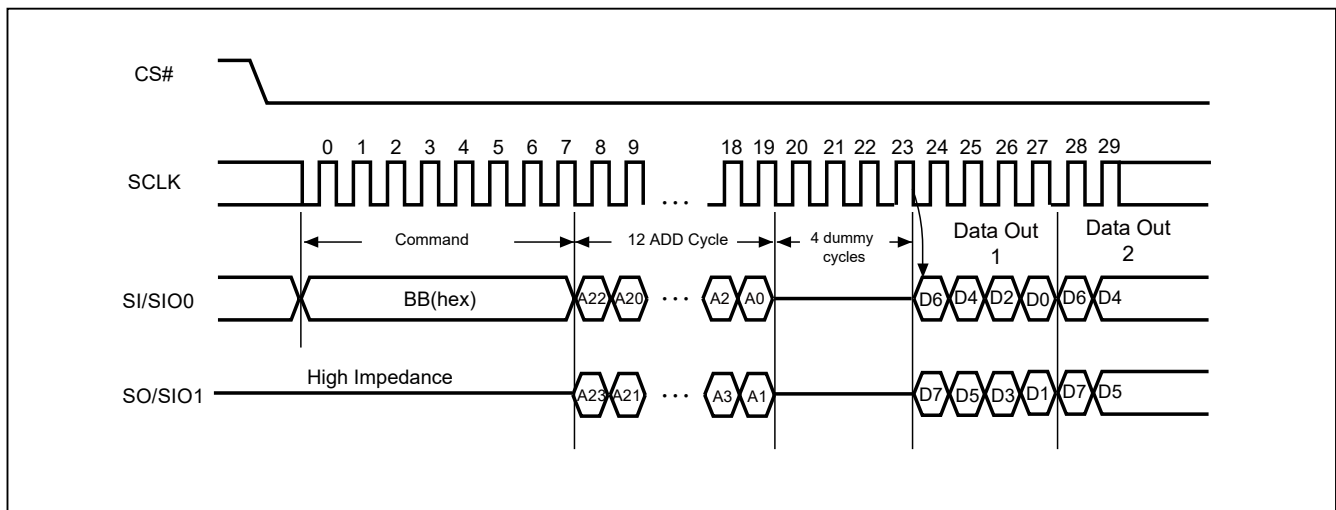 CS#
0 1 2 3 4 5 6 7 8 9 18 19 20 21 22 23 24 25 26 27 28 29
SCLK
...
Command 12 ADD Cycle 4 dummy cycles Data Out 1 Data Out 2
SI/SIO0 BB(hex) A22 A20 ... A2 A0 D6 D4 D2 D0 D6 D4
High Impedance
SO/SIO1 A23 A21 ... A3 A1 D7 D5 D3 D1 D7 D5